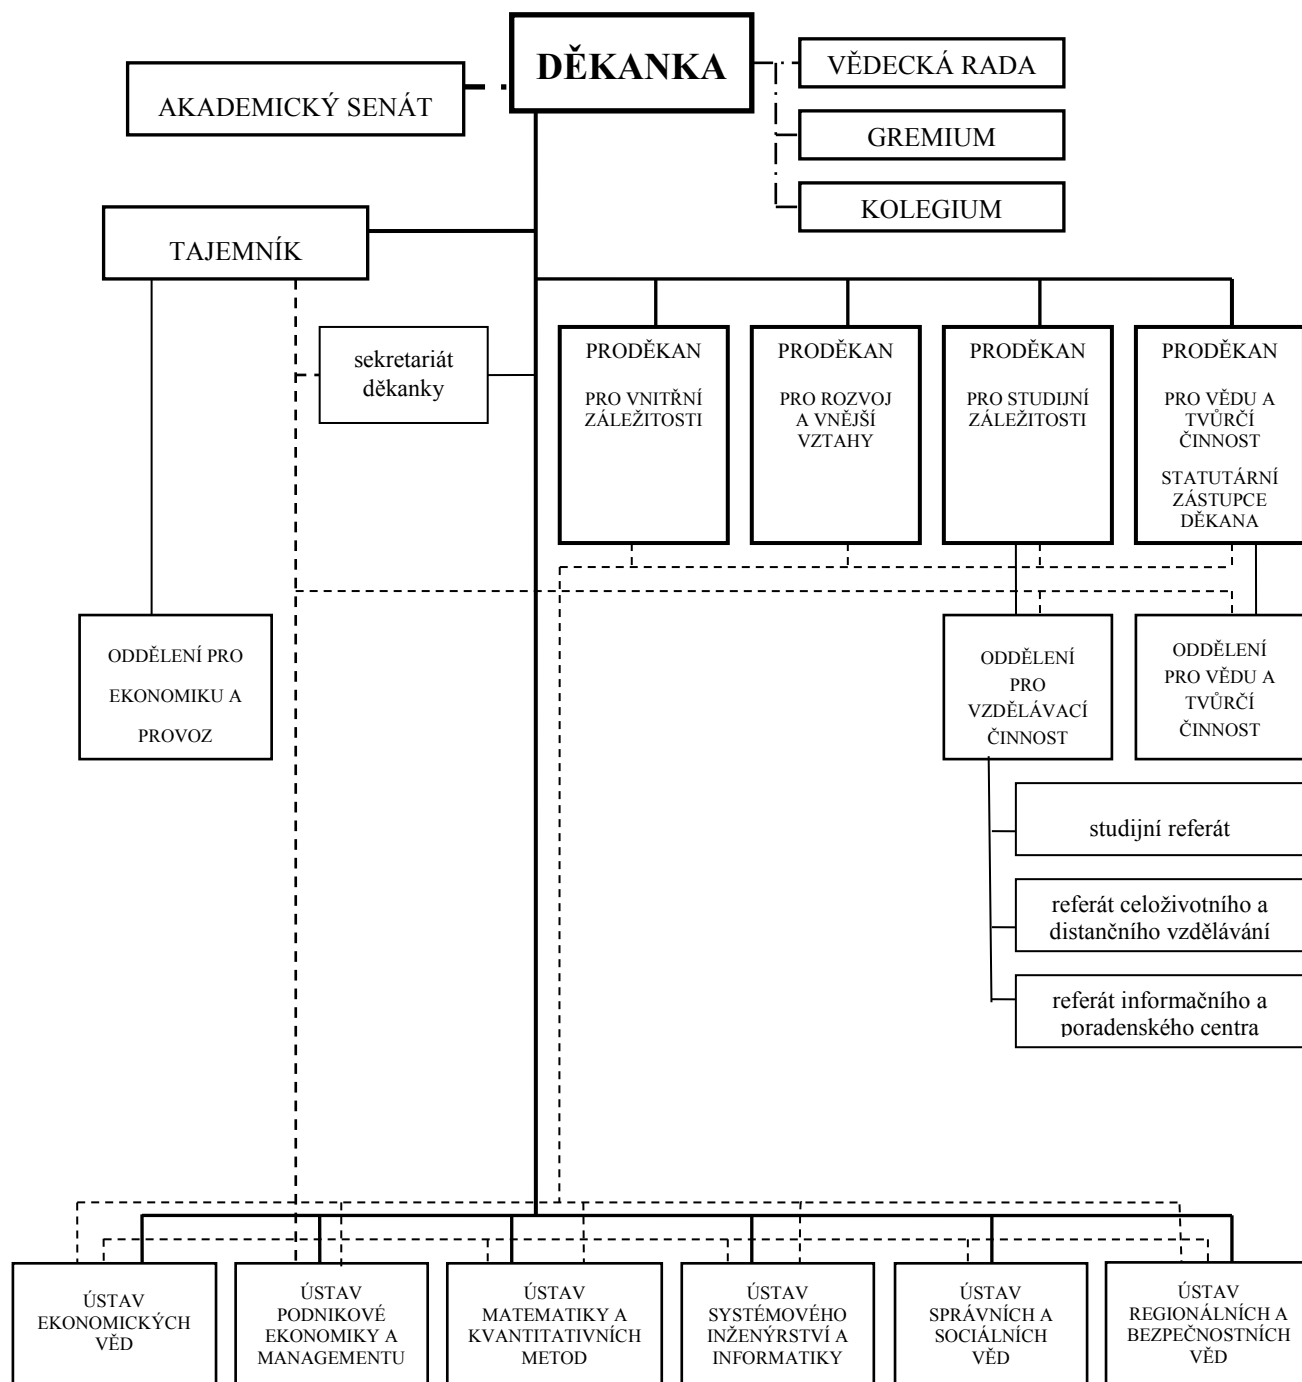 DĚKANKA
AKADEMICKÝ SENÁT
VĚDECKÁ RADA
GREMIUM
KOLEGIUM
TAJEMNÍK
sekretariát
děkanky
PRODĚKAN
PRO VNITŘNÍ
ZÁLEŽITOSTI
PRODĚKAN
PRO ROZVOJ
A VNĚJŠÍ
VZTAHY
PRODĚKAN
PRO STUDIJNÍ
ZÁLEŽITOSTI
PRODĚKAN
PRO VĚDU A
TVŮRČÍ
ČINNOST
STATUTÁRNÍ
ZÁSTUPCE
DĚKANA
ODDĚLENÍ PRO
EKONOMIKU A
PROVOZ
ODDĚLENÍ
PRO
VZDĚLÁVACÍ
ČINNOST
ODDĚLENÍ
PRO VĚDU A
TVŮRČÍ
ČINNOST
studijní referát
referát celoživotního a
distančního vzdělávání
referát informačního a
poradenského centra
ÚSTAV
EKONOMICKÝCH
VĚD
ÚSTAV
PODNIKOVÉ
EKONOMIKY A
MANAGEMENTU
ÚSTAV
MATEMATIKY A
KVANTITATIVNÍCH
METOD
ÚSTAV
SYSTÉMOVÉHO
INŽENÝRSTVÍ A
INFORMATIKY
ÚSTAV
SPRÁVNÍCH A
SOCIÁLNÍCH
VĚD
ÚSTAV
REGIONÁLNÍCH A
BEZPEČNOSTNÍCH
VĚD